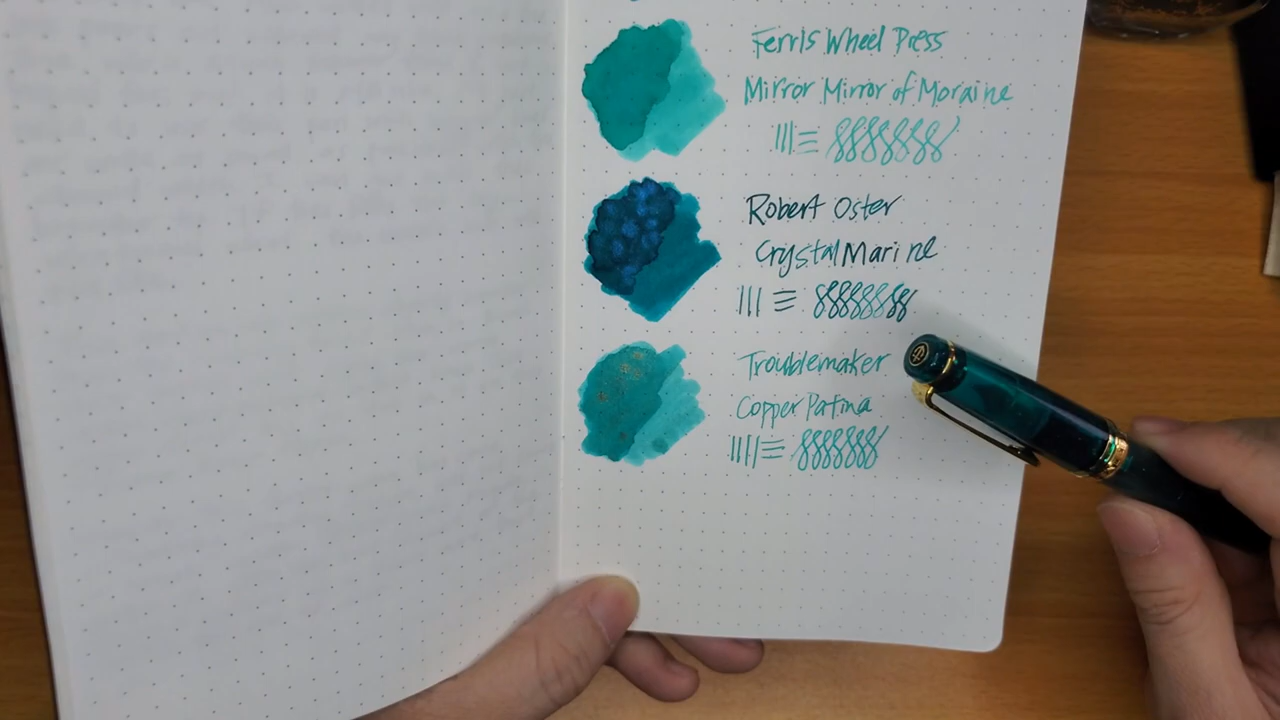 Ferris Wheel Press
Mirror Mirror of Moraine
Robert Oster
Crystal Marine
Troublemaker
Copper Patina